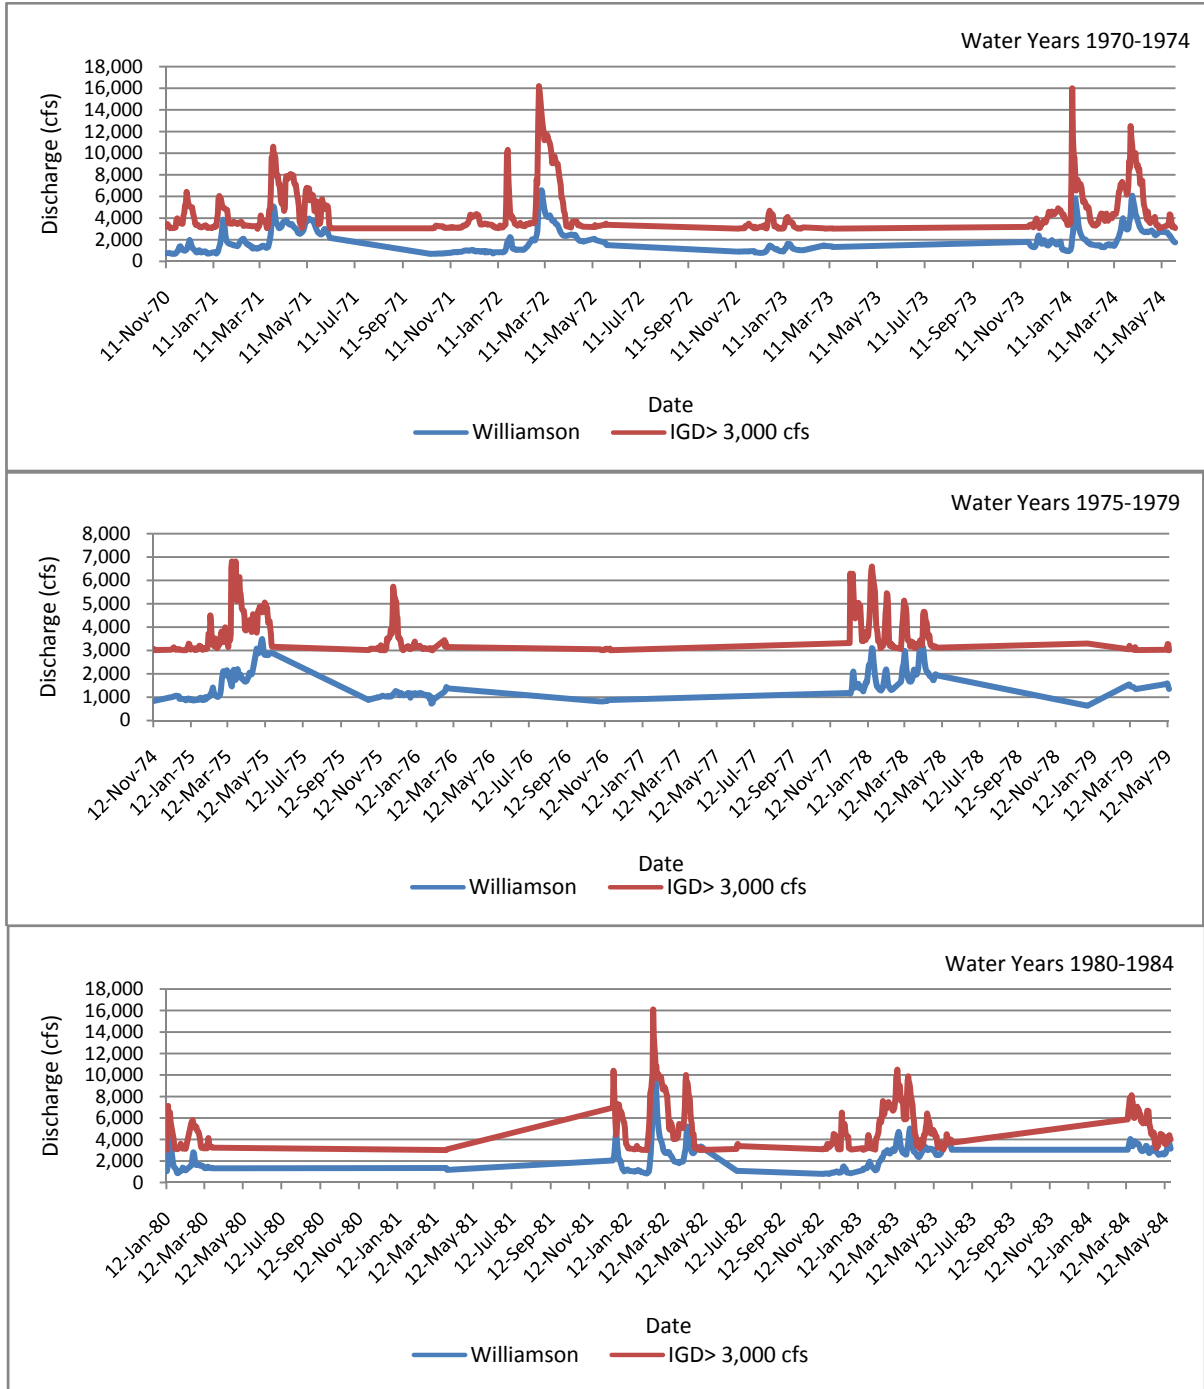 Water Years 1970-1974
Discharge (cfs)
18,000
16,000
14,000
12,000
10,000
8,000
6,000
4,000
2,000
0
11-Nov-70
11-Jan-71
11-Mar-71
11-May-71
11-Jul-71
11-Sep-71
11-Nov-71
11-Jan-72
11-Mar-72
11-May-72
11-Jul-72
11-Sep-72
11-Nov-72
11-Jan-73
11-Mar-73
11-May-73
11-Jul-73
11-Sep-73
11-Nov-73
11-Jan-74
11-Mar-74
11-May-74
Date
Williamson IGD> 3,000 cfs
Water Years 1975-1979
Discharge (cfs)
8,000
7,000
6,000
5,000
4,000
3,000
2,000
1,000
0
12-Nov-74
12-Jan-75
12-Mar-75
12-May-75
12-Jul-75
12-Sep-75
12-Nov-75
12-Jan-76
12-Mar-76
12-May-76
12-Jul-76
12-Sep-76
12-Nov-76
12-Jan-77
12-Mar-77
12-May-77
12-Jul-77
12-Sep-77
12-Nov-77
12-Jan-78
12-Mar-78
12-May-78
12-Jul-78
12-Sep-78
12-Nov-78
12-Jan-79
12-Mar-79
12-May-79
Date
Williamson IGD> 3,000 cfs
Water Years 1980-1984
Discharge (cfs)
18,000
16,000
14,000
12,000
10,000
8,000
6,000
4,000
2,000
0
12-Jan-80
12-Mar-80
12-May-80
12-Jul-80
12-Sep-80
12-Nov-80
12-Jan-81
12-Mar-81
12-May-81
12-Jul-81
12-Sep-81
12-Nov-81
12-Jan-82
12-Mar-82
12-May-82
12-Jul-82
12-Sep-82
12-Nov-82
12-Jan-83
12-Mar-83
12-May-83
12-Jul-83
12-Sep-83
12-Nov-83
12-Jan-84
12-Mar-84
12-May-84
Date
Williamson IGD> 3,000 cfs